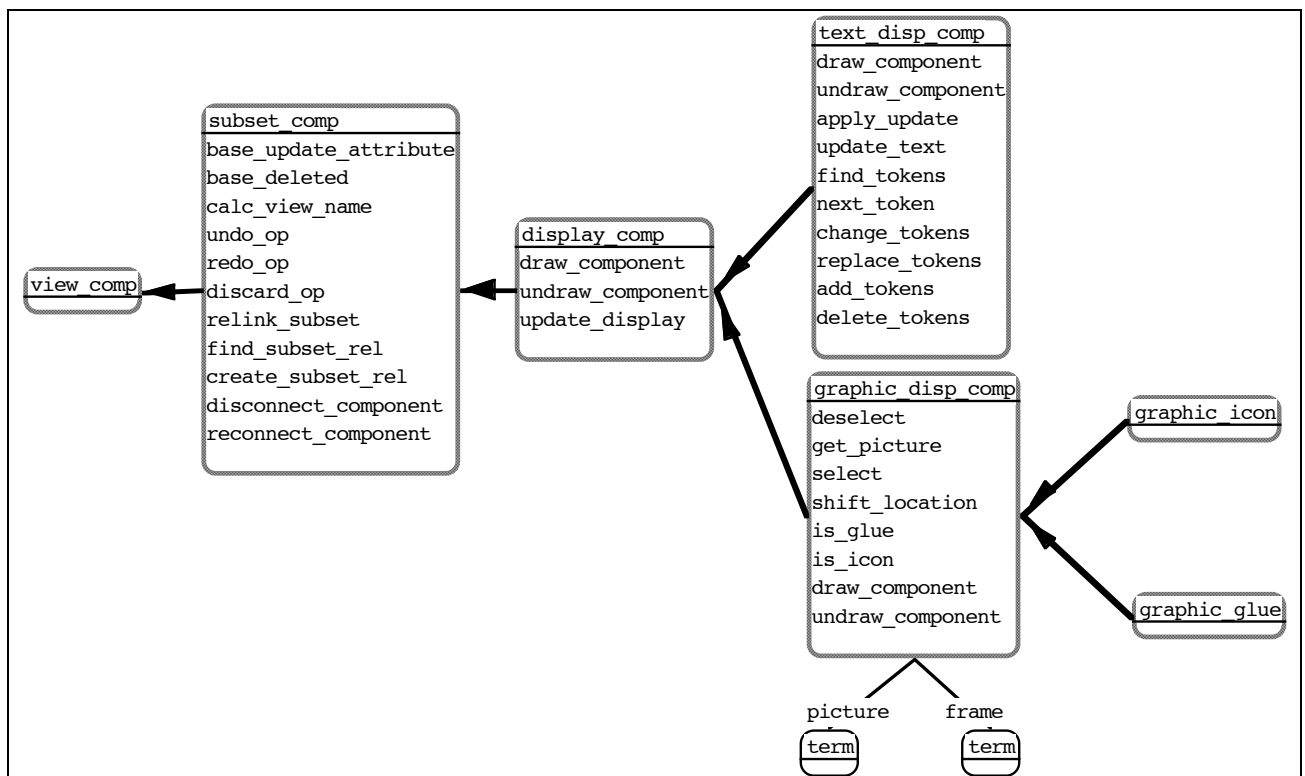 view_comp
subset_comp
base_update_attribute
base_deleted
calc_view_name
undo_op
redo_op
discard_op
relink_subset
find_subset_rel
create_subset_rel
disconnect_component
reconnect_component
display_comp
draw_component
undraw_component
update_display
text_disp_comp
draw_component
undraw_component
apply_update
update_text
find_tokens
next_token
change_tokens
replace_tokens
add_tokens
delete_tokens
graphic_disp_comp
deselect
get_picture
select
shift_location
is_glue
is_icon
draw_component
undraw_component
picture
frame
term
term
graphic_icon
graphic_glue